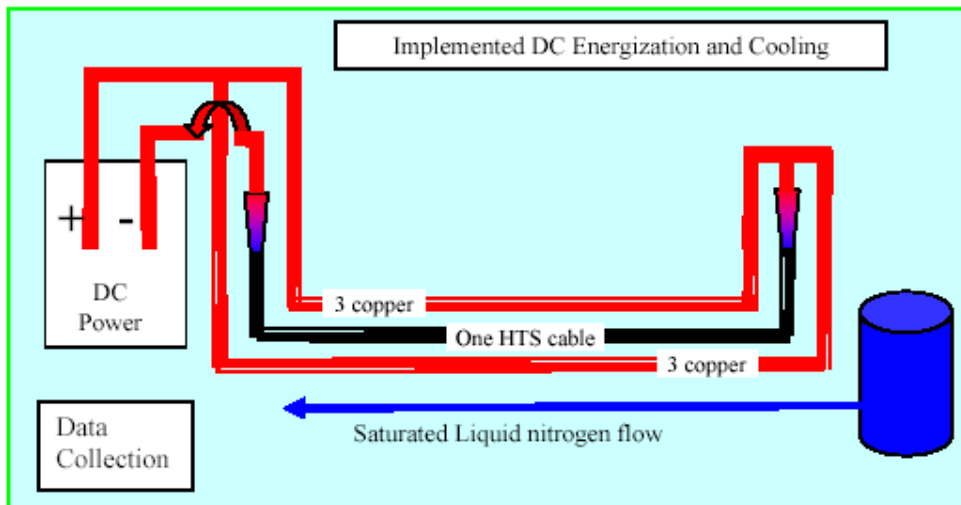 Implemented DC Energization and Cooling
+ -
DC
Power
3 copper
One HTS cable
3 copper
Saturated Liquid nitrogen flow
Data
Collection